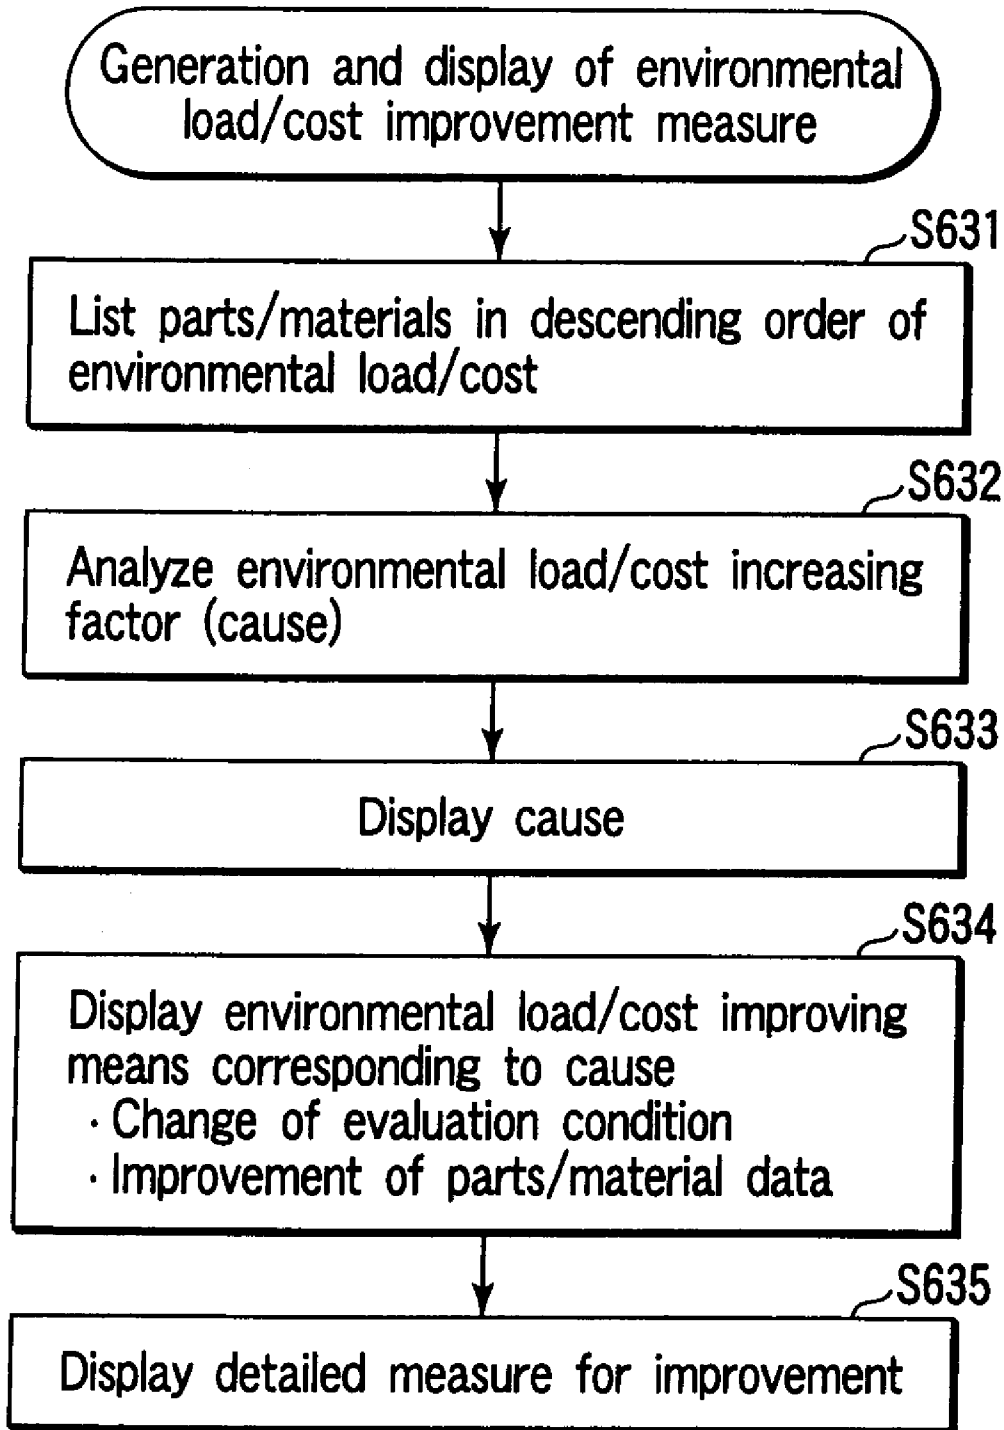 Generation and display of environmental
load/cost improvement measure
S631
List parts/materials in descending order of
environmental load/cost
S632
Analyze environmental load/cost increasing
factor (cause)
S633
Display cause
S634
Display environmental load/cost improving
means corresponding to cause
· Change of evaluation condition
· Improvement of parts/material data
S635
Display detailed measure for improvement